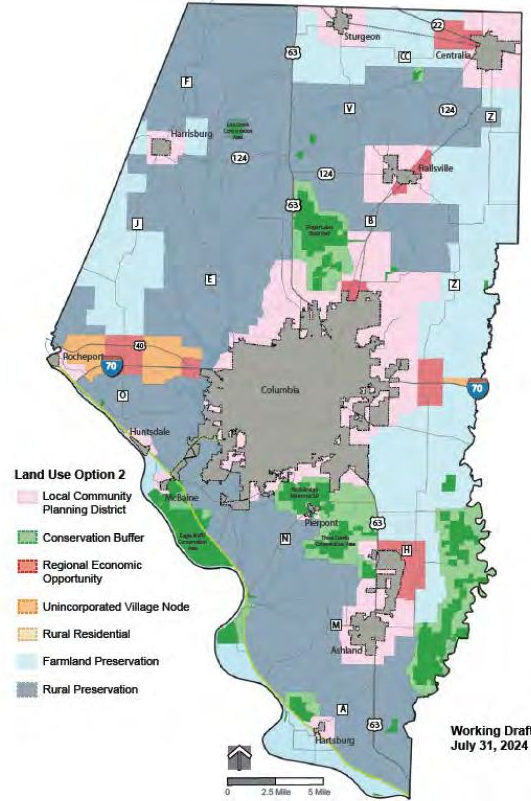 22
Sturgeon
63
CC
Centralia
F
V
124
Z
Harrisburg
124
Hallsville
124
63
J
B
E
Z
40
Rocheport
70
O
Columbia
70
Huntsdale
Land Use Option 2
Local Community
Planning District
McBaine
Pierpont
63
Conservation Buffer
N
H
Regional Economic
Opportunity
Unincorporated Village Node
M
Rural Residential
Ashland
Farmland Preservation
Rural Preservation
A
63
Hartsburg
Working Draft
July 31, 2024
0 2.5 Mile 5 Mile